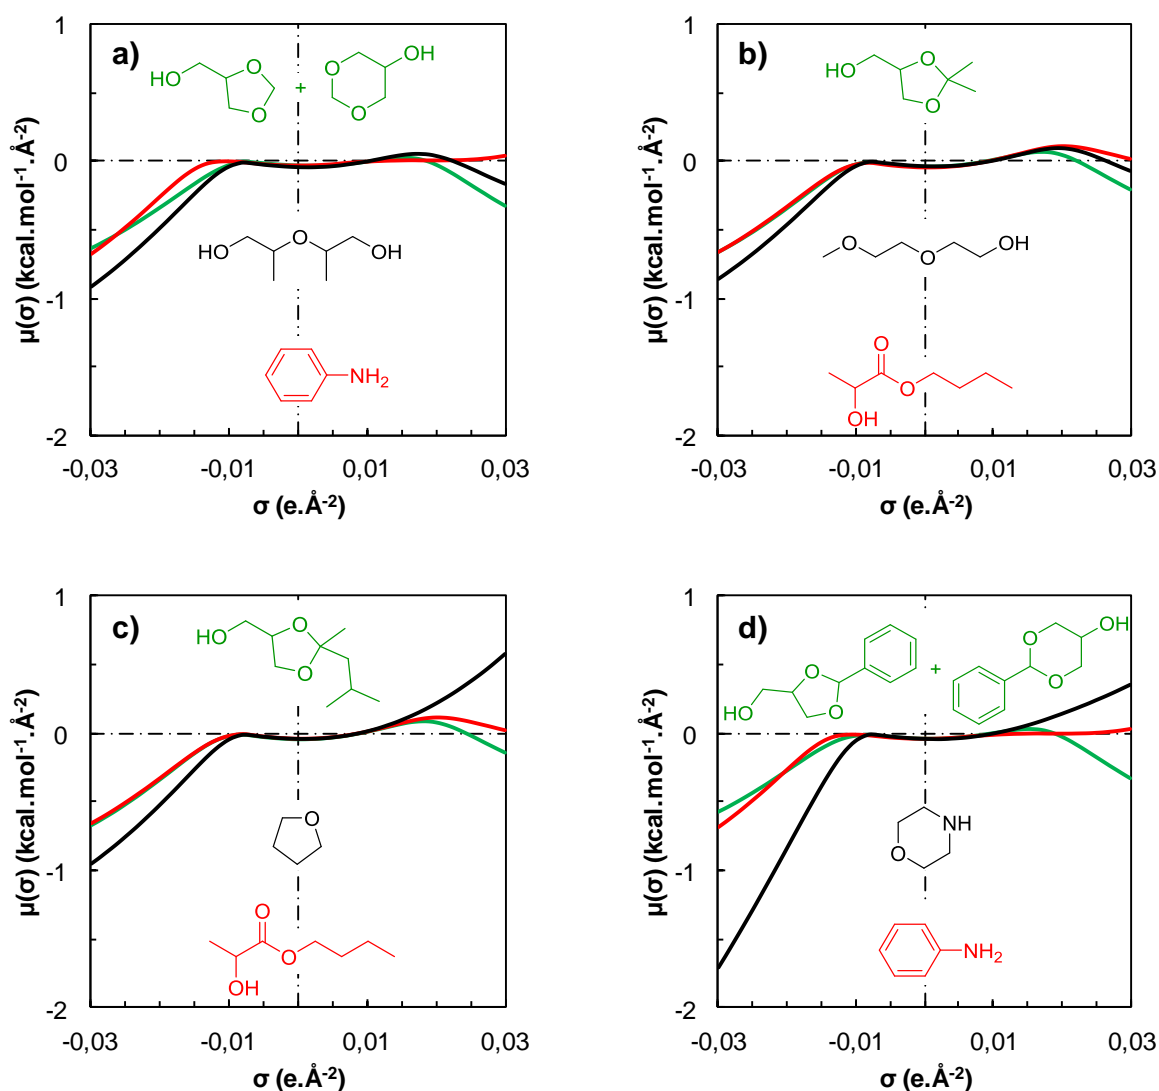 a)
b)
1
0
-1
-2
μ(σ) (kcal.mol⁻¹.Å⁻²)
HO
O
O
+
O
O
OH
HO
O
OH
NH₂
-0,03
-0,01
0,01
0,03
σ (e.Å⁻²)
1
0
-1
-2
μ(σ) (kcal.mol⁻¹.Å⁻²)
HO
O
O
O
O
OH
O
O
OH
-0,03
-0,01
0,01
0,03
σ (e.Å⁻²)
c)
1
0
-1
-2
μ(σ) (kcal.mol⁻¹.Å⁻²)
HO
O
O
O
O
O
OH
-0,03
-0,01
0,01
0,03
σ (e.Å⁻²)
d)
1
0
-1
-2
μ(σ) (kcal.mol⁻¹.Å⁻²)
HO
O
O
+
O
O
OH
NH
O
NH₂
-0,03
-0,01
0,01
0,03
σ (e.Å⁻²)